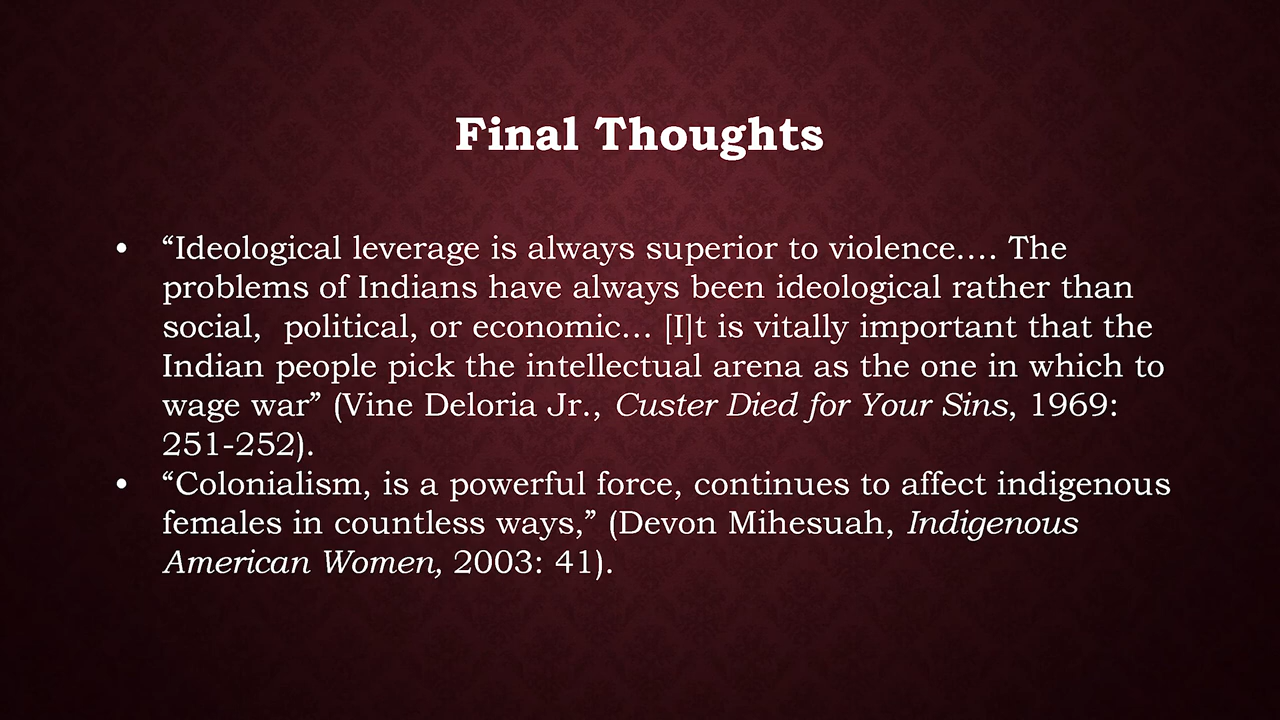 Final Thoughts
• “Ideological leverage is always superior to violence…. The
problems of Indians have always been ideological rather than
social,  political, or economic… [I]t is vitally important that the
Indian people pick the intellectual arena as the one in which to
wage war” (Vine Deloria Jr., Custer Died for Your Sins, 1969:
251-252).
• “Colonialism, is a powerful force, continues to affect indigenous
females in countless ways,” (Devon Mihesuah, Indigenous
American Women, 2003: 41).